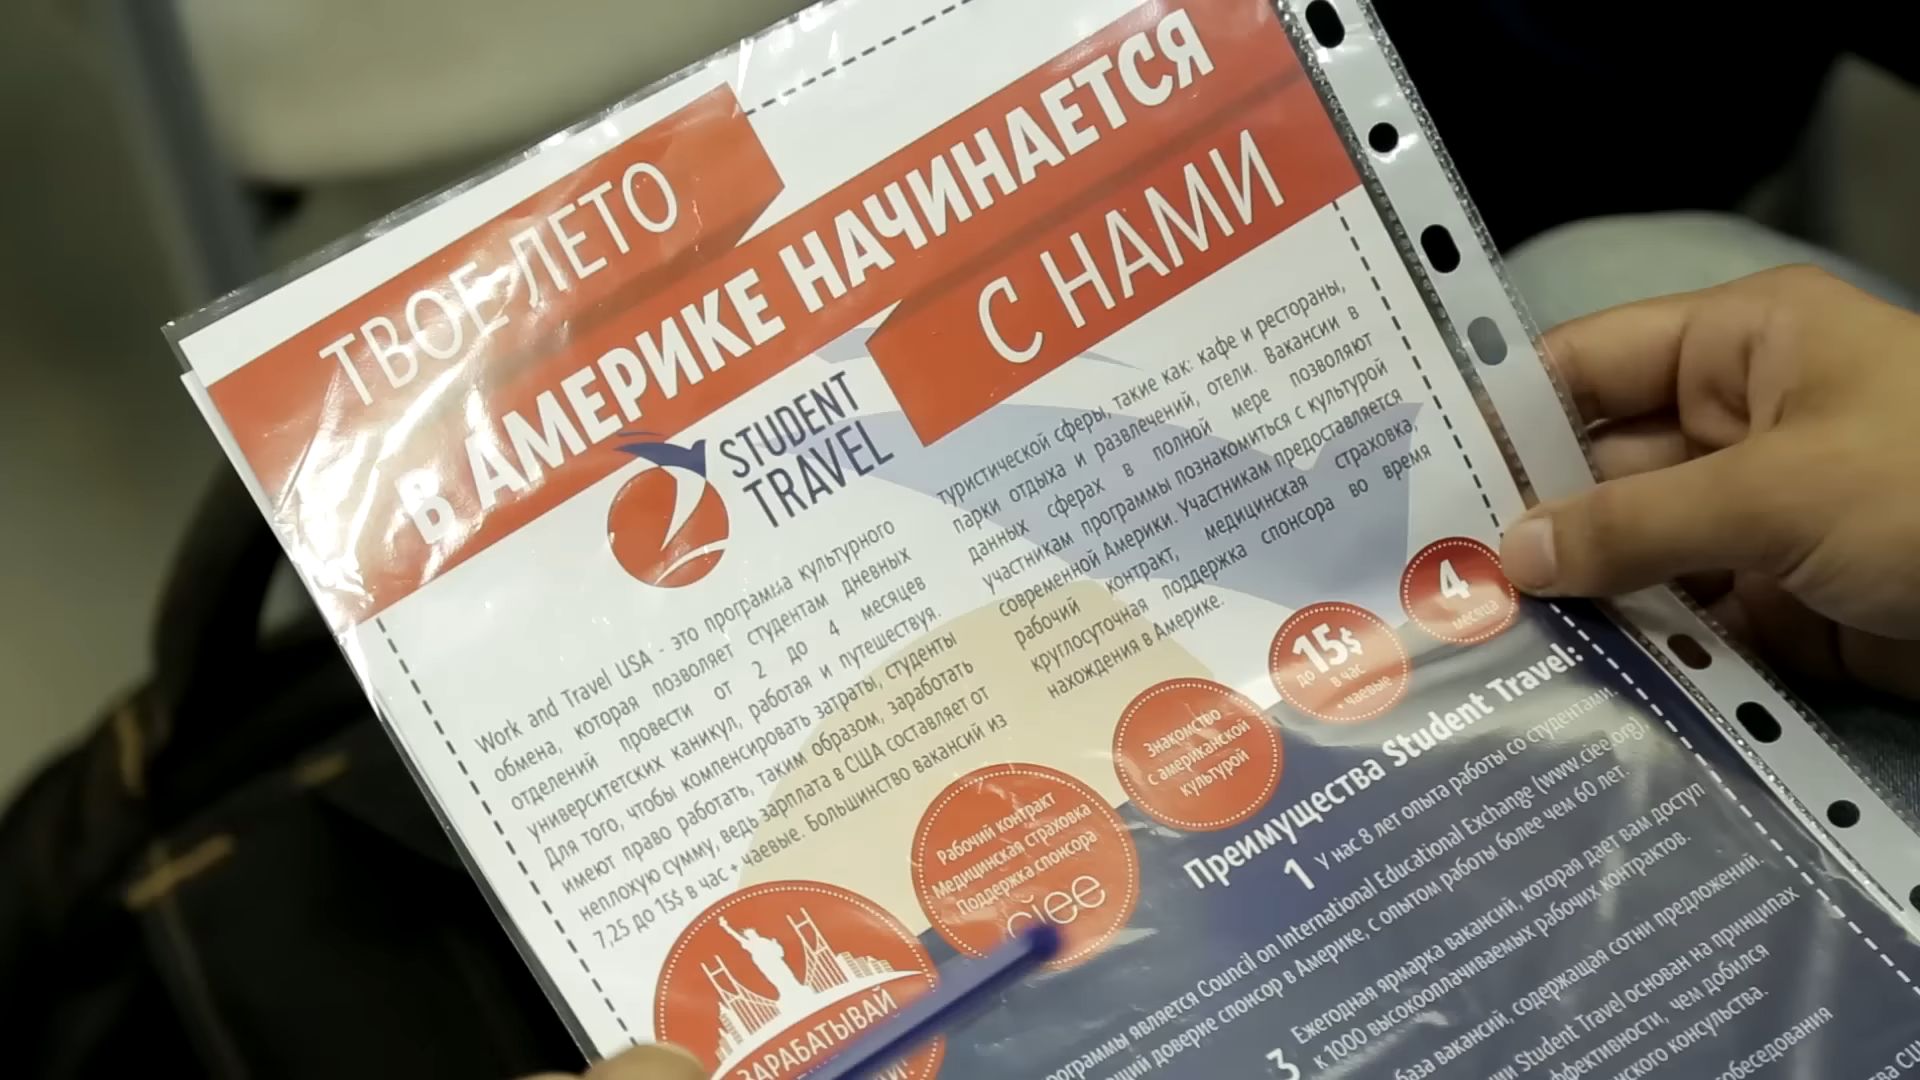 ТВОЕ ЛЕТО
В АМЕРИКЕ НАЧИНАЕТСЯ
С НАМИ
STUDENT
TRAVEL
Work and Travel USA - это программа культурного
обмена, которая позволяет студентам дневных
отделений провести от 2 до 4 месяцев
университетских каникул, работая и путешествуя.
Для того, чтобы компенсировать затраты, студенты
имеют право работать, таким образом, заработать
неплохую сумму, ведь зарплата в США составляет от
7,25 до 15$ в час + чаевые. Большинство вакансий из
туристической сферы, такие как: кафе и рестораны,
парки отдыха и развлечений, отели. Вакансии в
данных сферах в полной мере позволяют
участникам программы познакомиться с культурой
современной Америки. Участникам предоставляется
рабочий контракт, медицинская страховка,
круглосуточная поддержка спонсора во время
нахождения в Америке.
4
месяца
до 15$
в час
+ чаевые
Знакомство
с американской
культурой
Рабочий контракт
Медицинская страховка
Поддержка спонсора
ciee
ЗАРАБАТЫВАЙ
Преимущества Student Travel:
1 У нас 8 лет опыта работы со студентами.
программы является Council on International Educational Exchange (www.ciee.org),
доверие спонсор в Америке, с опытом работы более чем 60 лет.
3 Ежегодная ярмарка вакансий, которая дает вам доступ
к 1000 высокооплачиваемых рабочих контрактов.
база вакансий, содержащая сотни предложений.
Student Travel основан на принципах
эффективности, чем добился
консульства.
собеседования